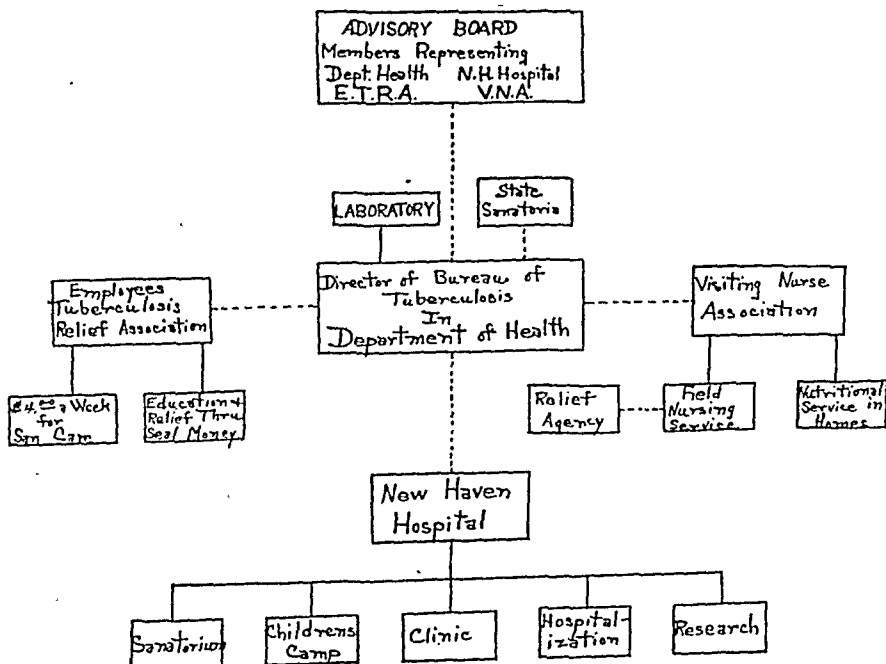 ADVISORY BOARD
Members Representing
Dept. Health N.H. Hospital
E.T.R.A. V.N.A.
LABORATORY
State
Sanatoria
Employees
Tuberculosis
Relief Association
Director of Bureau of
Tuberculosis
In
Department of Health
Visiting Nurse
Association
$4.00 a Week
for
San Cam
Education &
Relief Thru
Seal Money
Relief
Agency
Field
Nursing
Service
Nutritional
Service in
Homes
New Haven
Hospital
Sanatorium
Childrens
Camp
Clinic
Hospital-
ization
Research